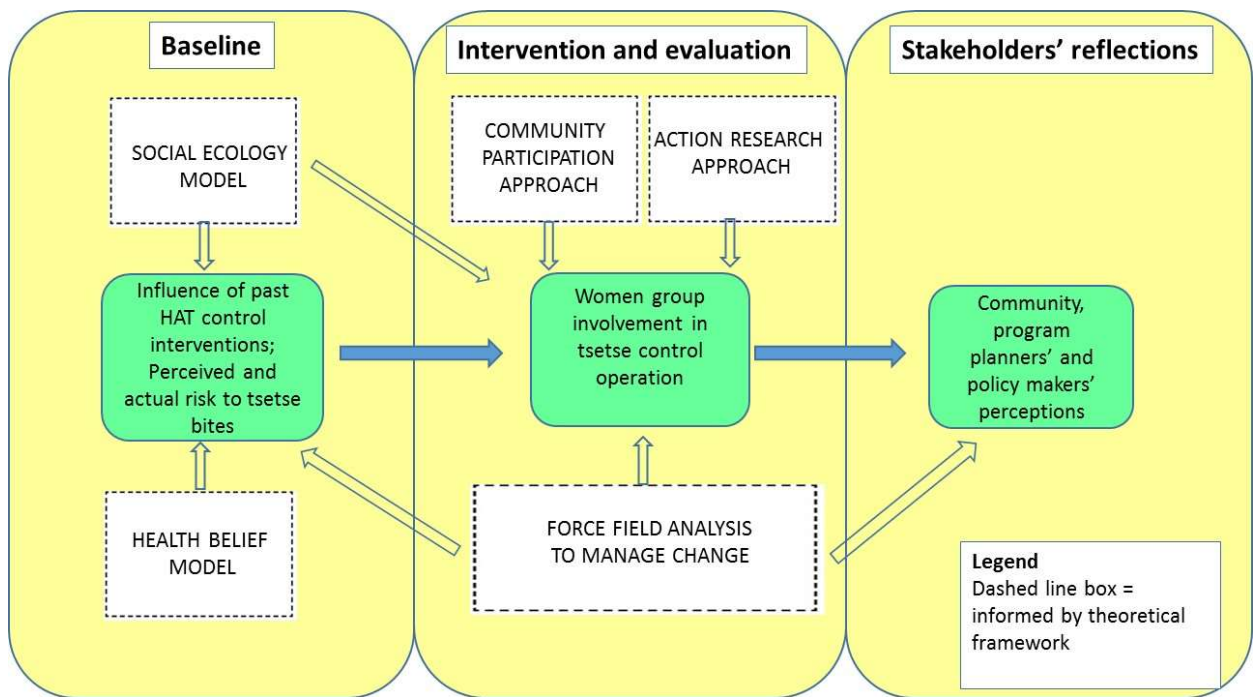 Baseline
SOCIAL ECOLOGY
MODEL
Influence of past
HAT control
interventions;
Perceived and
actual risk to tsetse
bites
HEALTH BELIEF
MODEL
Intervention and evaluation
COMMUNITY
PARTICIPATION
APPROACH
ACTION RESEARCH
APPROACH
Women group
involvement in
tsetse control
operation
FORCE FIELD ANALYSIS
TO MANAGE CHANGE
Stakeholders’ reflections
Community,
program
planners’ and
policy makers’
perceptions
Legend
Dashed line box =
informed by theoretical
framework